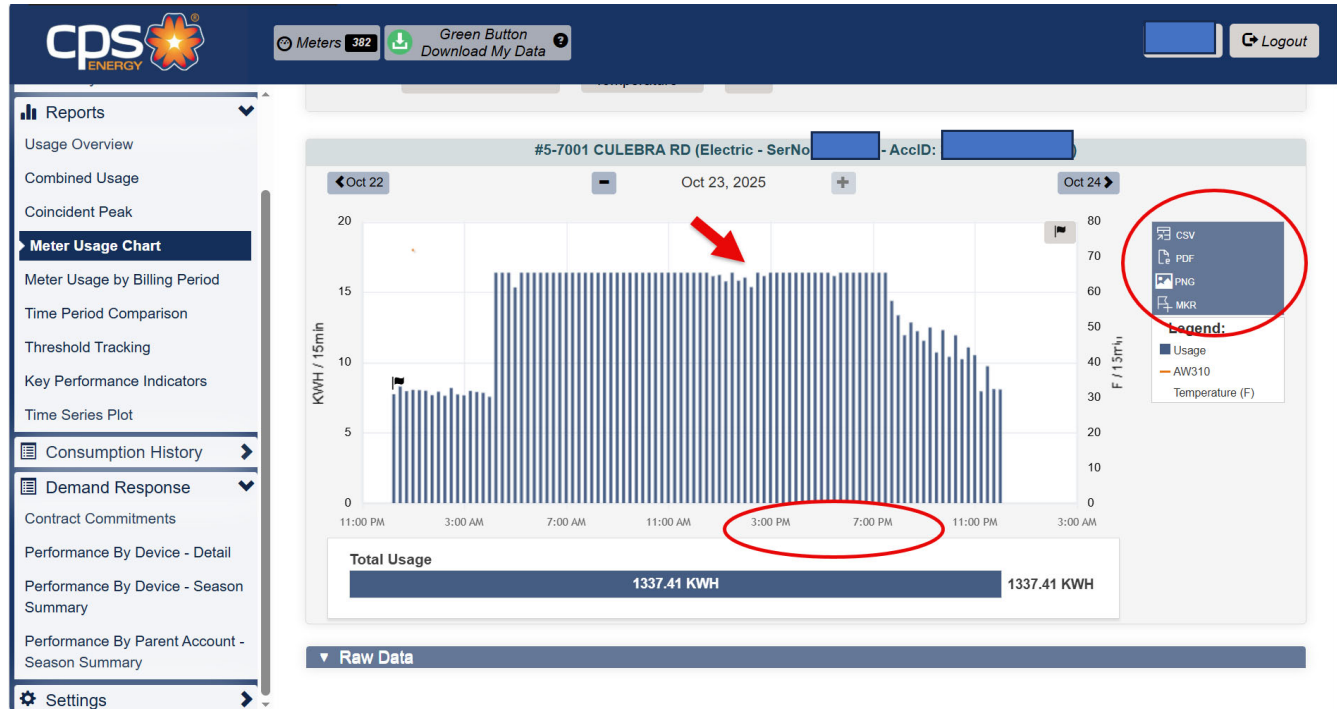 cps
ENERGY
Meters 382
Green Button
Download My Data
Logout
Reports
Usage Overview
Combined Usage
Coincident Peak
Meter Usage Chart
Meter Usage by Billing Period
Time Period Comparison
Threshold Tracking
Key Performance Indicators
Time Series Plot
Consumption History
Demand Response
Contract Commitments
Performance By Device - Detail
Performance By Device - Season
Summary
Performance By Parent Account -
Season Summary
Settings
#5-7001 CULEBRA RD (Electric - SerNo - AccID: )
Oct 22
Oct 23, 2025
Oct 24
20
15
10
5
0
KWH / 15min
80
70
60
50
40
30
20
10
0
F / 15min
11:00 PM 3:00 AM 7:00 AM 11:00 AM 3:00 PM 7:00 PM 11:00 PM 3:00 AM
CSV
PDF
PNG
MKR
Legend:
Usage
AW310
Temperature (F)
Total Usage
1337.41 KWH 1337.41 KWH
Raw Data